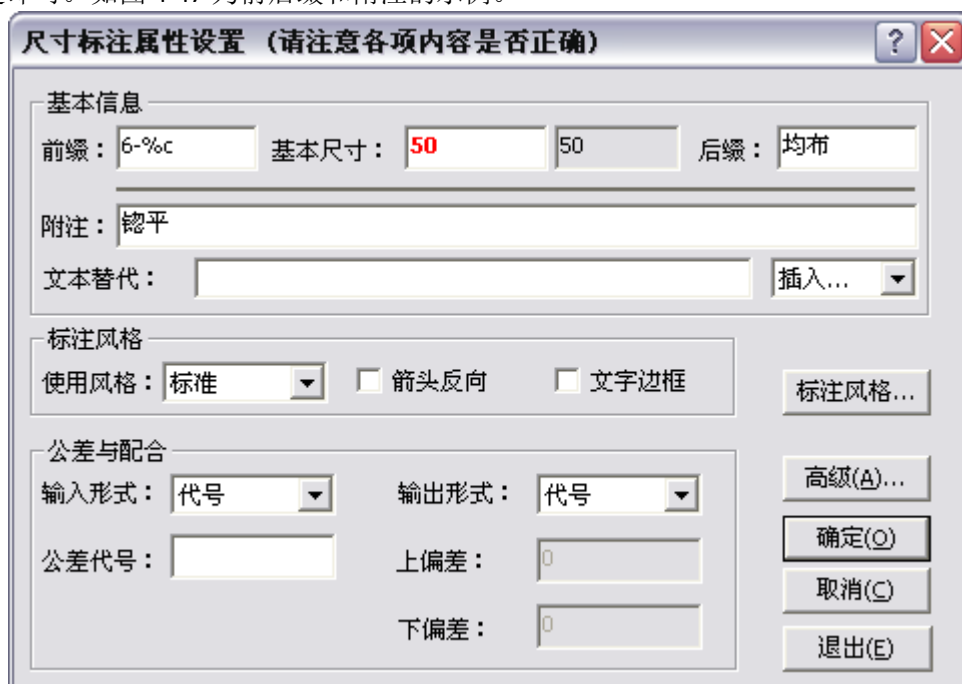 尺寸标注属性设置 (请注意各项内容是否正确)
基本信息
前缀: 6-%c 基本尺寸: 50 50 后缀: 均布
附注: 锪平
文本替代: 插入...
标注风格
使用风格: 标准 箭头反向 文字边框 标注风格...
公差与配合
输入形式: 代号 输出形式: 代号 高级(A)...
公差代号: 上偏差: 0 确定(O)
取消(C)
下偏差: 0 退出(E)